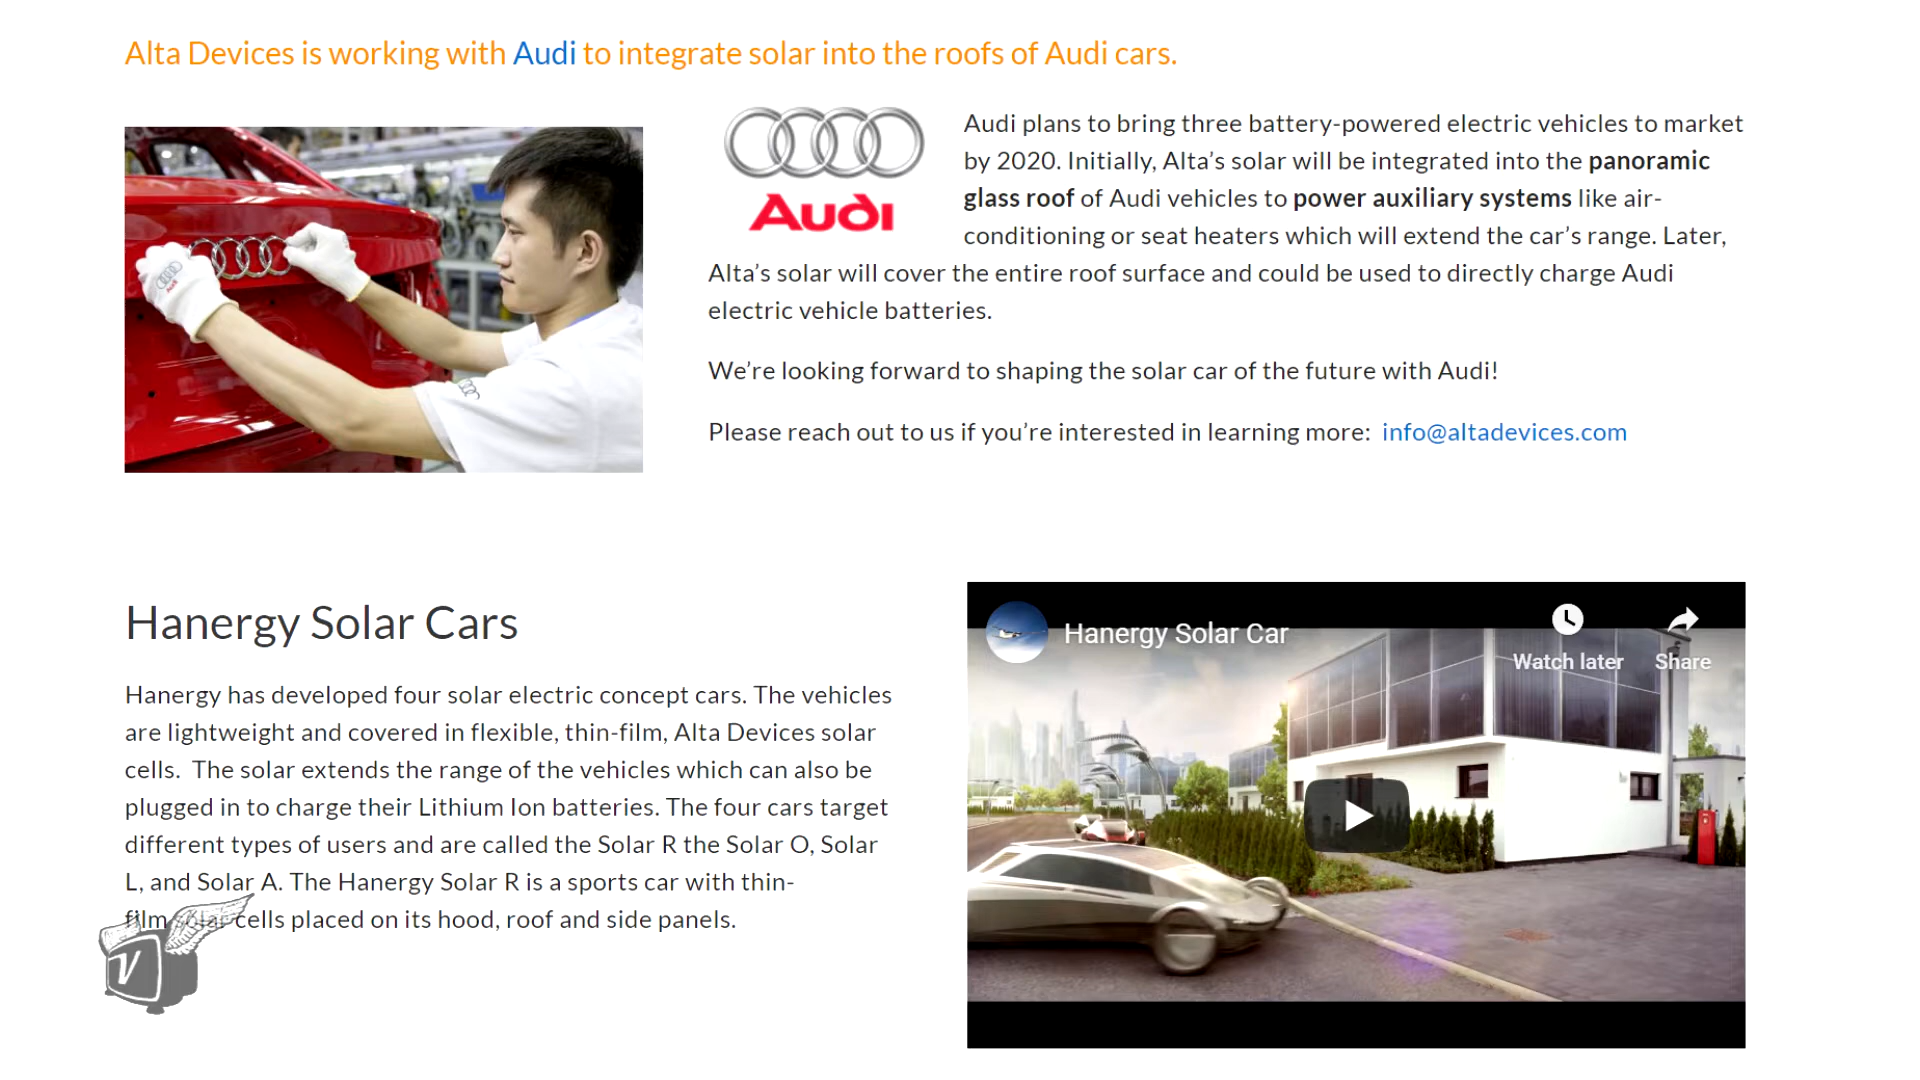 Alta Devices is working with Audi to integrate solar into the roofs of Audi cars.
Audi
Audi plans to bring three battery-powered electric vehicles to market
by 2020. Initially, Alta’s solar will be integrated into the panoramic
glass roof of Audi vehicles to power auxiliary systems like air-
conditioning or seat heaters which will extend the car’s range. Later,
Alta’s solar will cover the entire roof surface and could be used to directly charge Audi
electric vehicle batteries.
We’re looking forward to shaping the solar car of the future with Audi!
Please reach out to us if you’re interested in learning more: info@altadevices.com
Hanergy Solar Cars
Hanergy has developed four solar electric concept cars. The vehicles
are lightweight and covered in flexible, thin-film, Alta Devices solar
cells. The solar extends the range of the vehicles which can also be
plugged in to charge their Lithium Ion batteries. The four cars target
different types of users and are called the Solar R the Solar O, Solar
L, and Solar A. The Hanergy Solar R is a sports car with thin-
film solar cells placed on its hood, roof and side panels.
V
Hanergy Solar Car
Watch later
Share